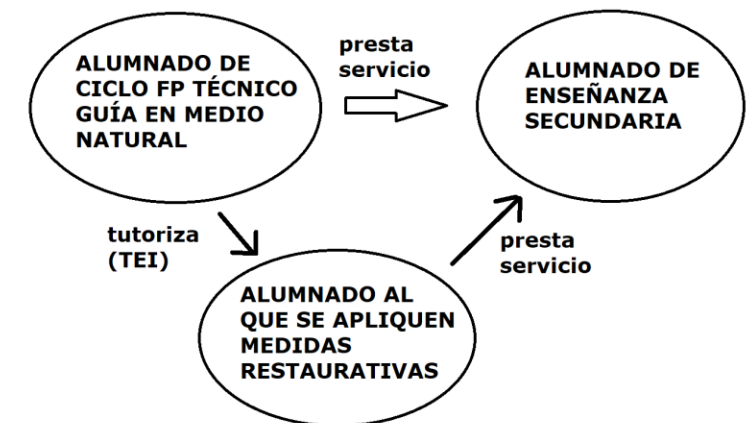 ALUMNADO DE
CICLO FP TÉCNICO
GUÍA EN MEDIO
NATURAL
presta
servicio
ALUMNADO DE
ENSEÑANZA
SECUNDARIA
tutoriza
(TEI)
presta
servicio
ALUMNADO AL
QUE SE APLIQUEN
MEDIDAS
RESTAURATIVAS